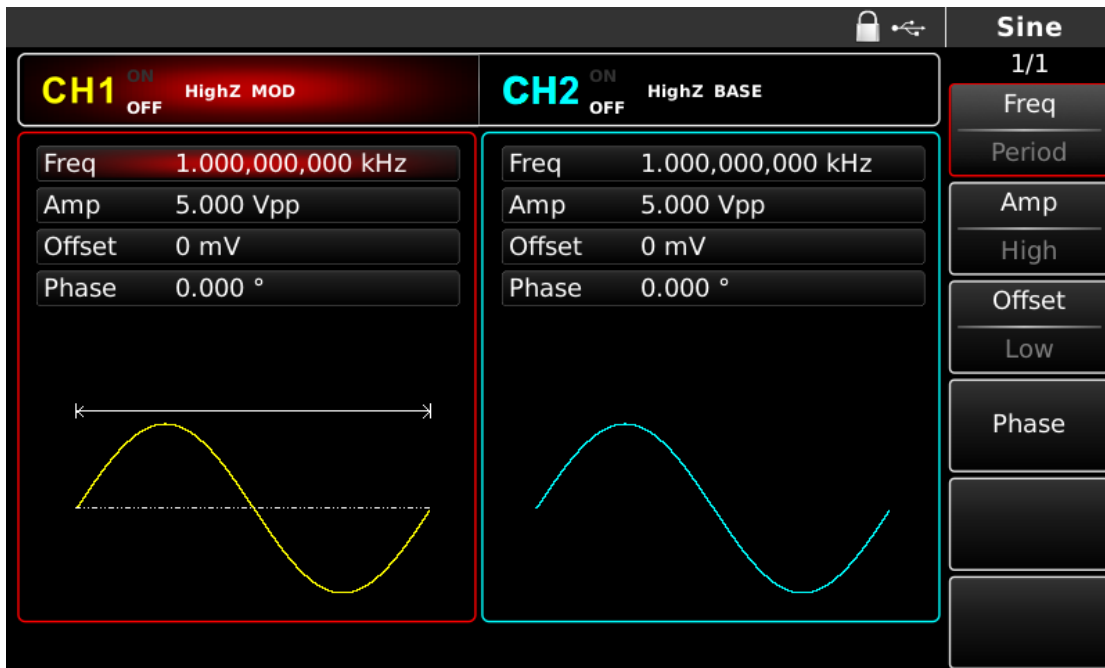 Sine
1/1
CH1 ON OFF HighZ MOD
CH2 ON OFF HighZ BASE
Freq 1.000,000,000 kHz
Amp 5.000 Vpp
Offset 0 mV
Phase 0.000 °
Freq 1.000,000,000 kHz
Amp 5.000 Vpp
Offset 0 mV
Phase 0.000 °
Freq
Period
Amp
High
Offset
Low
Phase